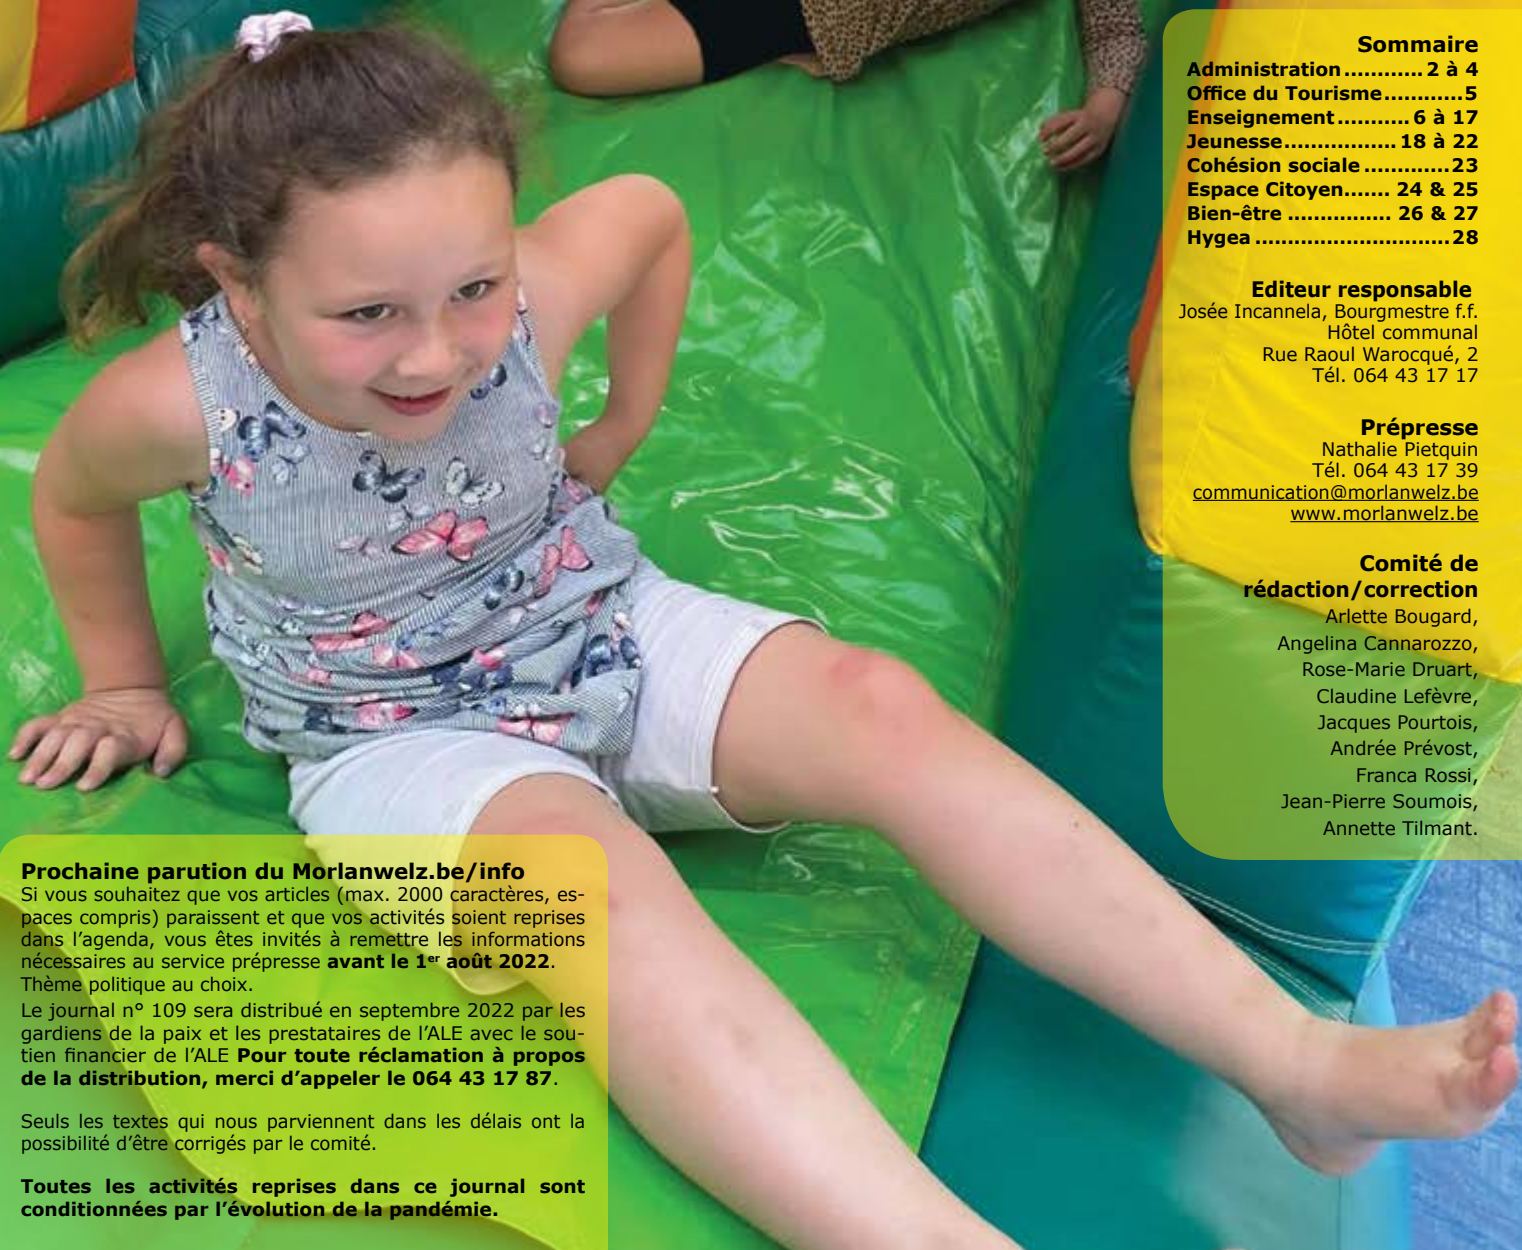 Sommaire
Administration............2 à 4
Office du Tourisme............5
Enseignement...........6 à 17
Jeunesse.................18 à 22
Cohésion sociale.............23
Espace Citoyen....... 24 & 25
Bien-être ................ 26 & 27
Hygea..............................28
Editeur responsable
Josée Incannela, Bourgmestre f.f.
Hôtel communal
Rue Raoul Warocqué, 2
Tél. 064 43 17 17
Prépresse
Nathalie Pietquin
Tél. 064 43 17 39
communication@morlanwelz.be
www.morlanwelz.be
Comité de
rédaction/correction
Arlette Bougard,
Angelina Cannarozzo,
Rose-Marie Druart,
Claudine Lefèvre,
Jacques Pourtois,
Andrée Prévost,
Franca Rossi,
Jean-Pierre Soumois,
Annette Tilmant.
Prochaine parution du Morlanwelz.be/info
Si vous souhaitez que vos articles (max. 2000 caractères, es-
paces compris) paraissent et que vos activités soient reprises
dans l'agenda, vous êtes invités à remettre les informations
nécessaires au service prépresse avant le 1er août 2022.
Thème politique au choix.
Le journal n° 109 sera distribué en septembre 2022 par les
gardiens de la paix et les prestataires de l'ALE avec le sou-
tien financier de l'ALE Pour toute réclamation à propos
de la distribution, merci d'appeler le 064 43 17 87.
Seuls les textes qui nous parviennent dans les délais ont la
possibilité d'être corrigés par le comité.
Toutes les activités reprises dans ce journal sont
conditionnées par l'évolution de la pandémie.